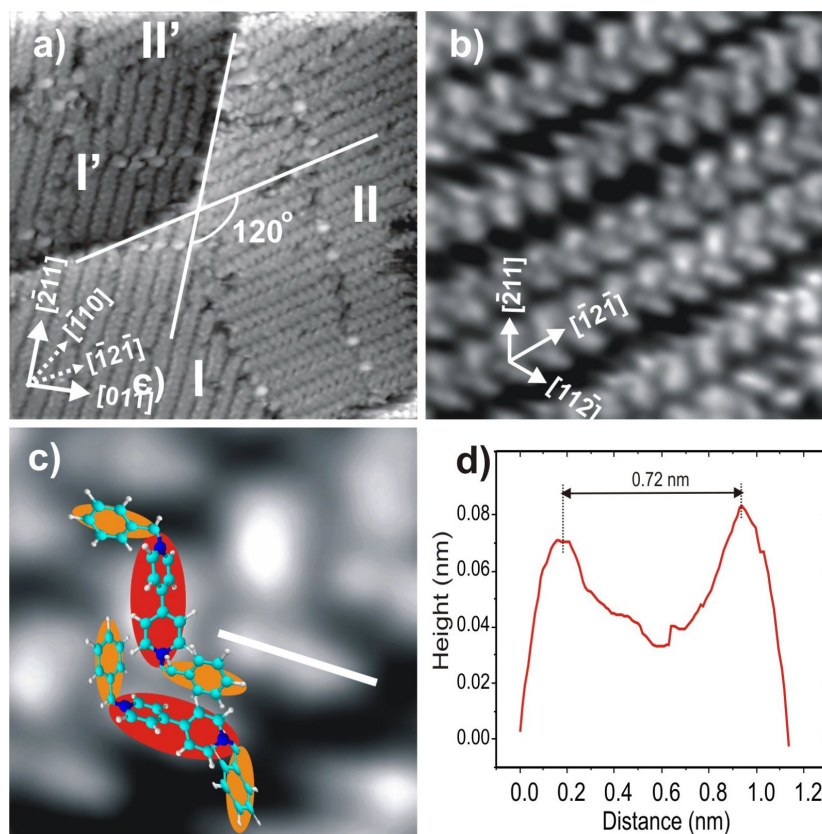 a)
II'
I'
II
120°
[2̄11]
[1̄10]
[1̄21̄]
[011̄]
c)
I
b)
[2̄11]
[1̄21̄]
[112̄]
c)
d)
0.72 nm
0.08
0.06
0.04
0.02
0.00
Height (nm)
0.0 0.2 0.4 0.6 0.8 1.0 1.2
Distance (nm)